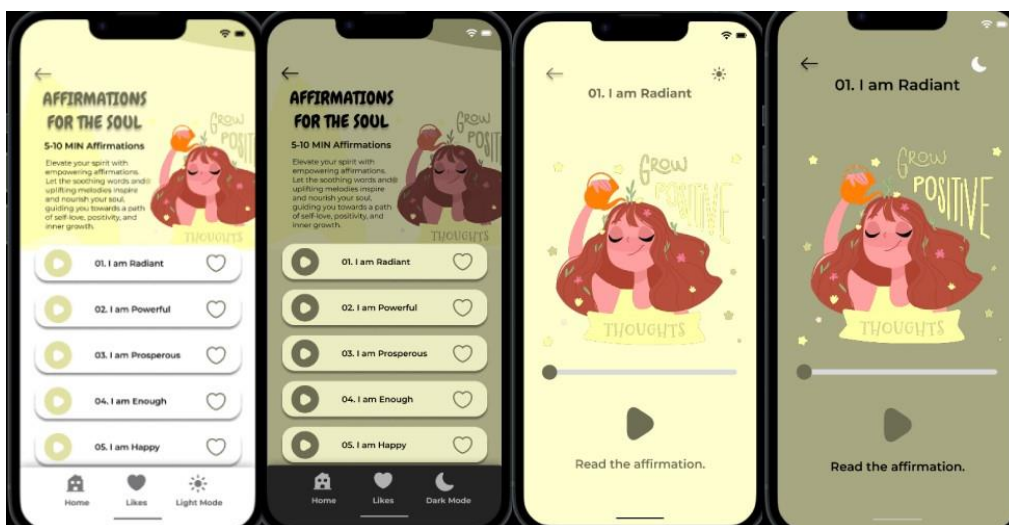 AFFIRMATIONS
FOR THE SOUL
5-10 MIN Affirmations
Elevate your spirit with
empowering affirmations.
Let the soothing words and
uplifting melodies inspire
and nourish your soul,
guiding you towards a path
of self-love, positivity, and
inner growth.
GROW
POSIT
THOUGHTS
01. I am Radiant
02. I am Powerful
03. I am Prosperous
04. I am Enough
05. I am Happy
Home
Likes
Light Mode
AFFIRMATIONS
FOR THE SOUL
5-10 MIN Affirmations
Elevate your spirit with
empowering affirmations.
Let the soothing words and
uplifting melodies inspire
and nourish your soul,
guiding you towards a path
of self-love, positivity, and
inner growth.
GROW
POSIT
THOUGHTS
01. I am Radiant
02. I am Powerful
03. I am Prosperous
04. I am Enough
05. I am Happy
Home
Likes
Dark Mode
01. I am Radiant
GROW
POSITIVE
THOUGHTS
Read the affirmation.
01. I am Radiant
GROW
POSITIVE
THOUGHTS
Read the affirmation.